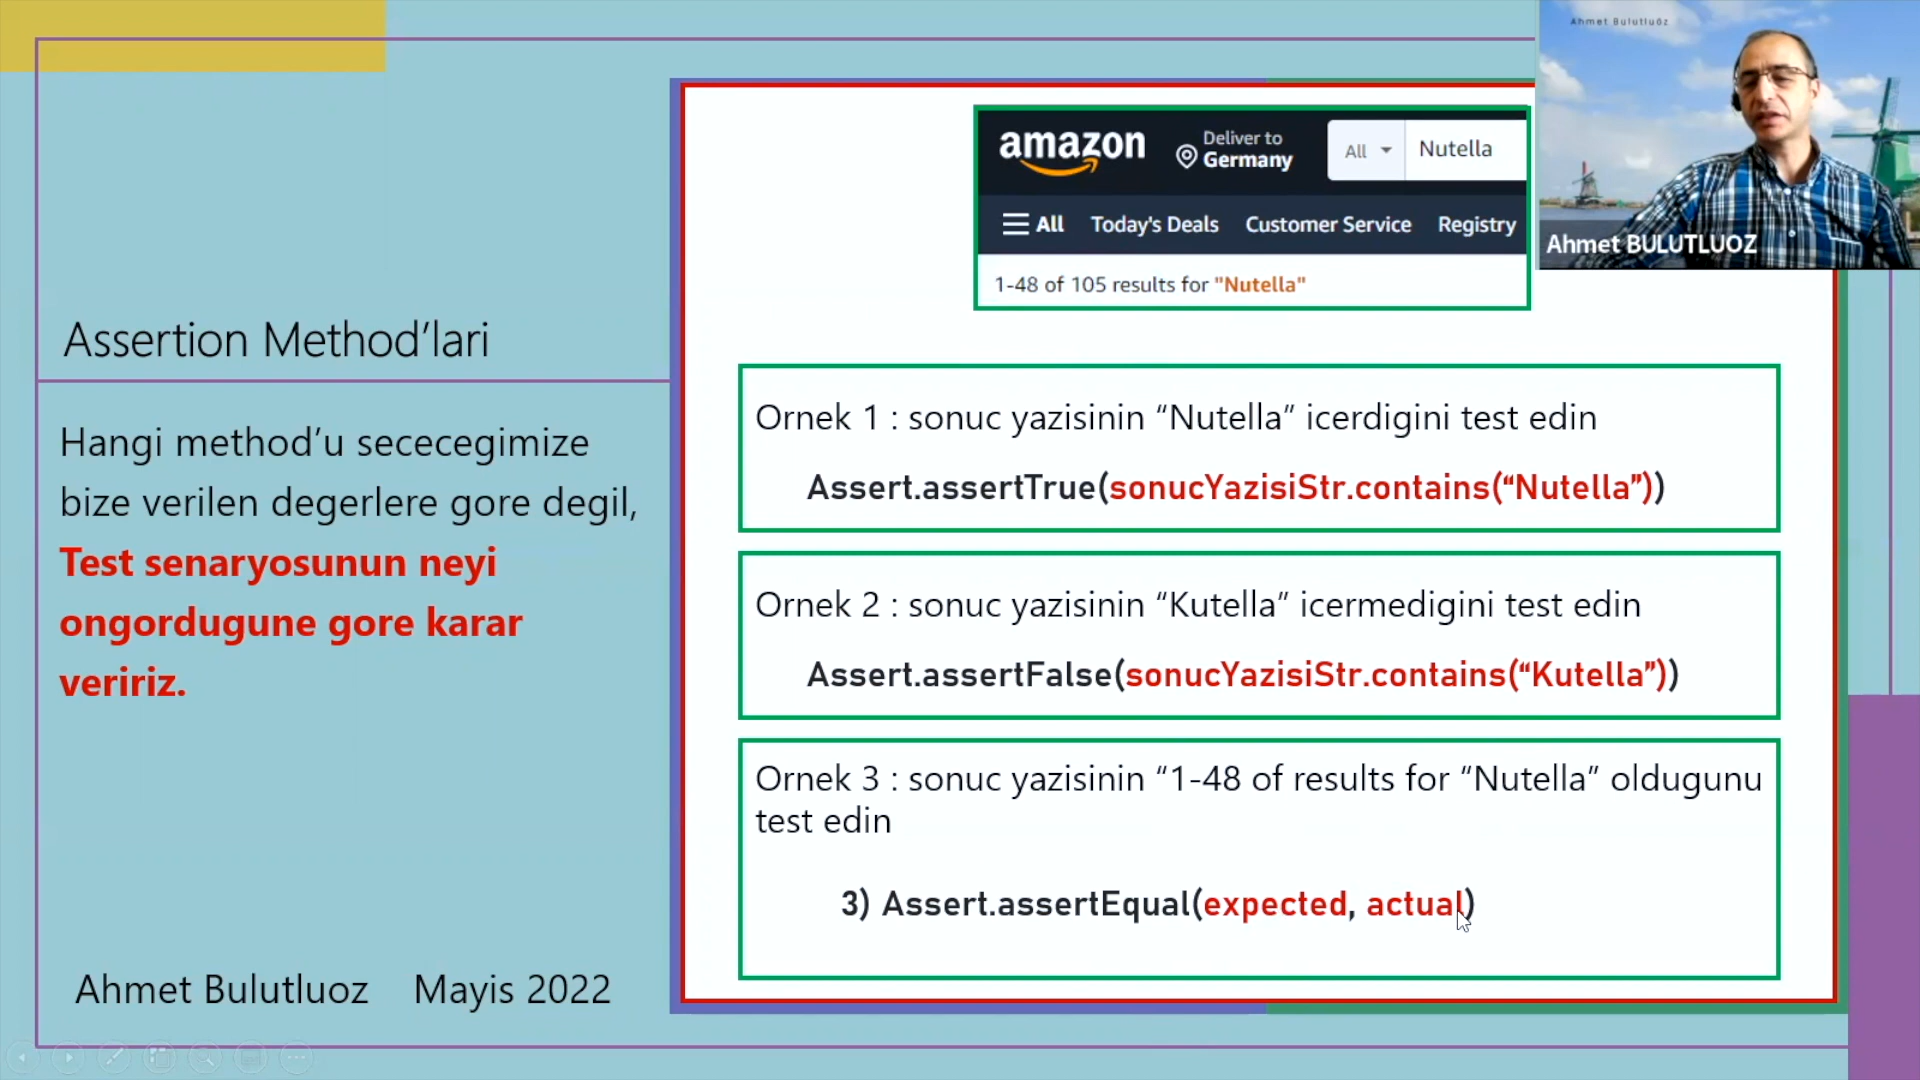 Ahmet Bulutluöz
Ahmet BULUTLUOZ
amazon
Deliver to
Germany
All
Nutella
All Today's Deals Customer Service Registry
1-48 of 105 results for "Nutella"
Assertion Method’lari
Hangi method’u sececegimize
bize verilen degerlere gore degil,
Test senaryosunun neyi
ongordugune gore karar
veririz.
Ornek 1 : sonuc yazisinin “Nutella” icerdigini test edin
Assert.assertTrue(sonucYazisiStr.contains(“Nutella”))
Ornek 2 : sonuc yazisinin “Kutella” icermedigini test edin
Assert.assertFalse(sonucYazisiStr.contains(“Kutella”))
Ornek 3 : sonuc yazisinin “1-48 of results for “Nutella” oldugunu
test edin
3) Assert.assertEqual(expected, actual)
Ahmet Bulutluoz Mayis 2022